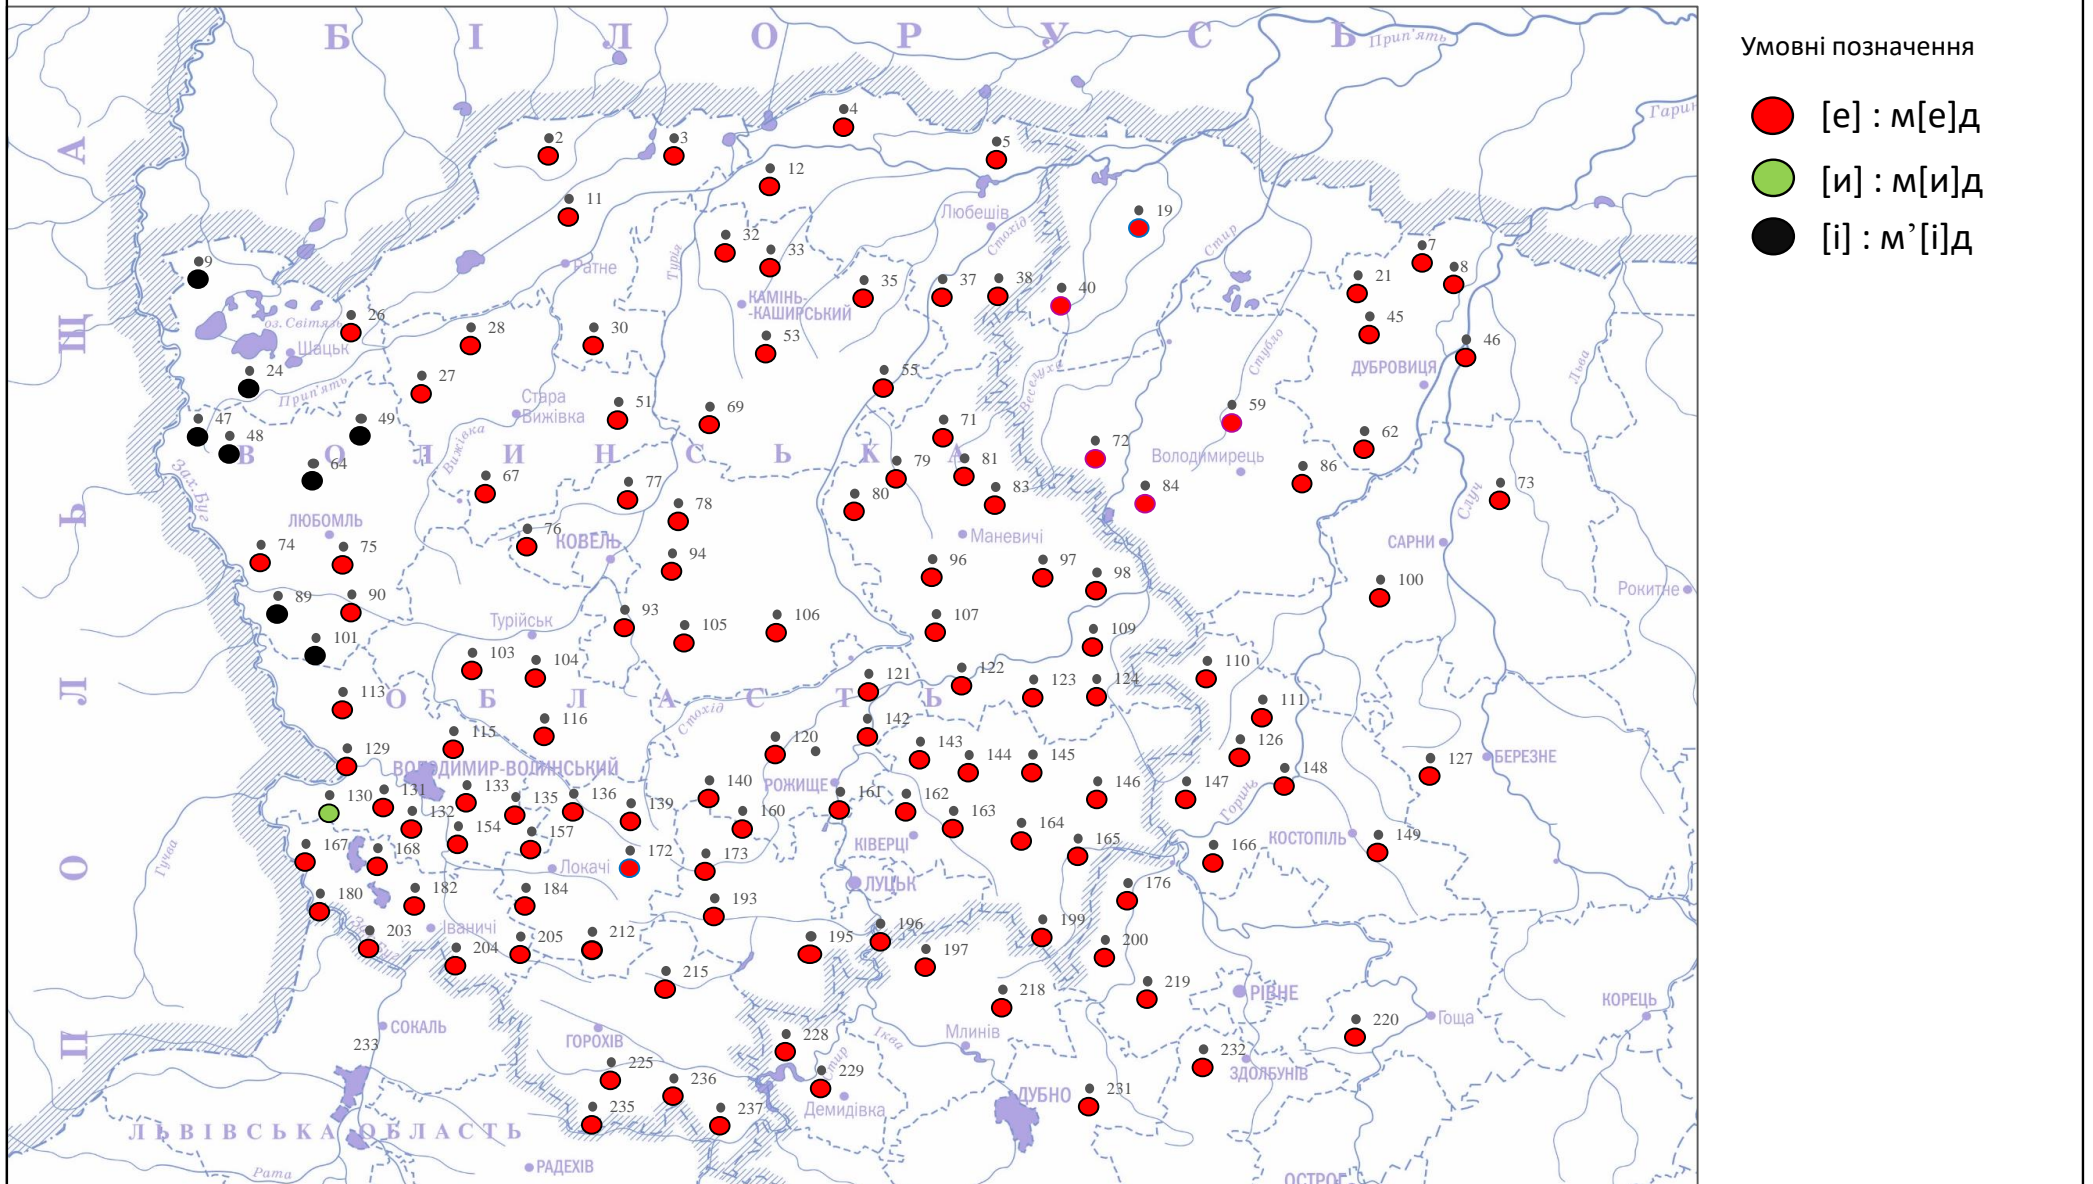 Б І Л О Р У С Ь
Прип'ять
Умовні позначення
Горин
[е] : м[е]д
[и] : м[и]д
[і] : м’[і]д
П О Л Ь Щ А
4
2
3
5
12
11
Любешів
Стохід
19
32
33
Турія
Ратне
Стир
7
8
9
КАМІНЬ-
-КАШИРСЬКИЙ
35
37
38
40
21
оз. Світязь
26
Шацьк
28
30
53
45
46
ДУБРОВИЦЯ
Стубло
Льва
24
Прип'ять
27
55
Веселуха
Стара
Вижівка
51
69
71
59
47
48
49
Вижівка
72
Володимирець
62
В О Л И Н С Ь К А
64
67
77
79
81
86
84
73
Зах. Буг
80
83
78
Случ
ЛЮБОМЛЬ
76
КОВЕЛЬ
Маневичі
САРНИ
74
75
94
96
97
98
100
Рокитне
89
90
93
106
107
Турійськ
105
109
101
103
104
121
122
110
113
О Б Л А С Т Ь
123
124
111
Стохід
116
115
142
120
143
144
145
126
129
127
БЕРЕЗНЕ
ВОЛОДИМИР-ВОЛИНСЬКИЙ
РОЖИЩЕ
146
147
148
130
131
133
135
136
139
140
161
162
Горинь
132
154
160
163
164
КІВЕРЦІ
КОСТОПІЛЬ
149
Гучва
167
168
157
Локачі
172
173
165
166
ЛУЦЬК
176
180
182
184
193
Іваничі
199
203
204
205
212
195
196
197
200
215
219
218
РІВНЕ
КОРЕЦЬ
СОКАЛЬ
ГОРОХІВ
228
Стир
Іква
Млинів
220
Гоща
233
225
229
232
ЗДОЛБУНІВ
236
Демидівка
231
ДУБНО
235
237
ЛЬВІВСЬКА ОБЛАСТЬ
РАДЕХІВ
Рата
ОСТРОГ